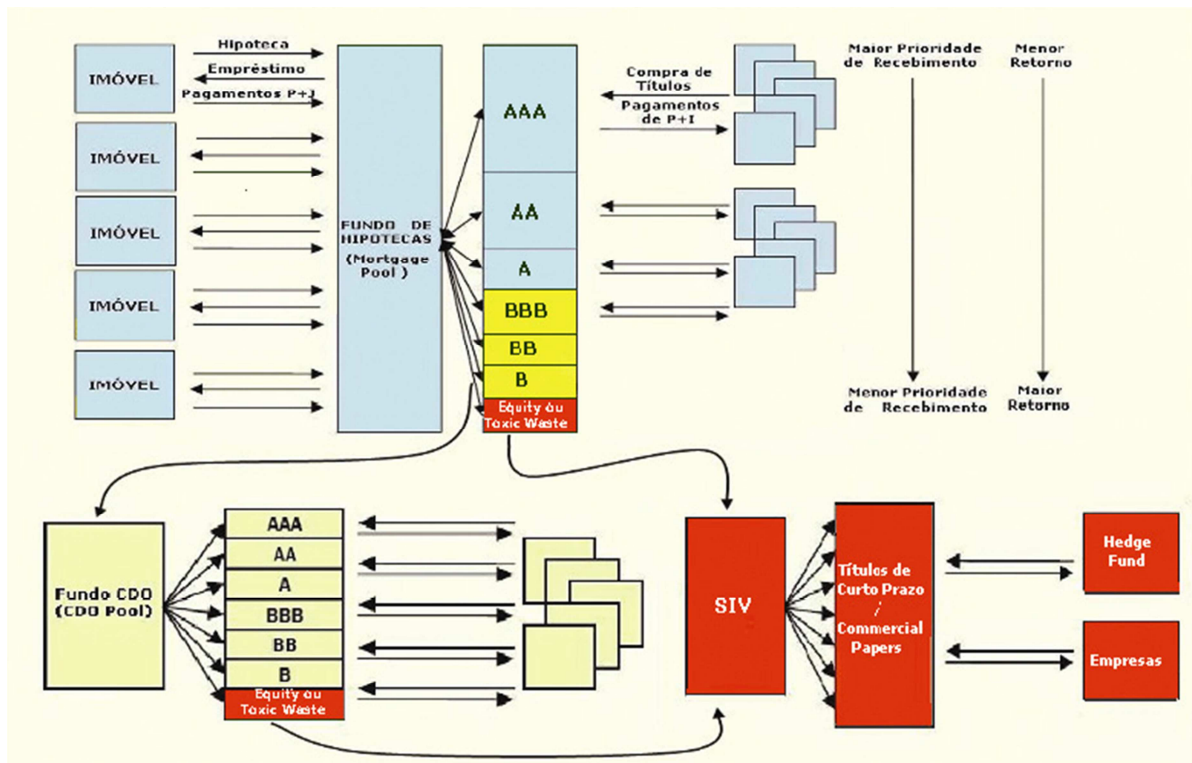 IMÓVEL
Hipoteca
Empréstimo
Pagamentos P+J
IMÓVEL
IMÓVEL
IMÓVEL
IMÓVEL
FUNDO DE
HIPOTECAS
(Mortgage
Pool )
AAA
AA
A
BBB
BB
B
Equity ou
Toxic Waste
Compra de
Títulos
Pagamentos
de P+I
Maior Prioridade
de Recebimento
Menor
Retorno
Menor Prioridade
de Recebimento
Maior
Retorno
Fundo CDO
(CDO Pool)
AAA
AA
A
BBB
BB
B
Equity ou
Toxic Waste
SIV
Títulos de
Curto Prazo
/
Commercial
Papers
Hedge
Fund
Empresas